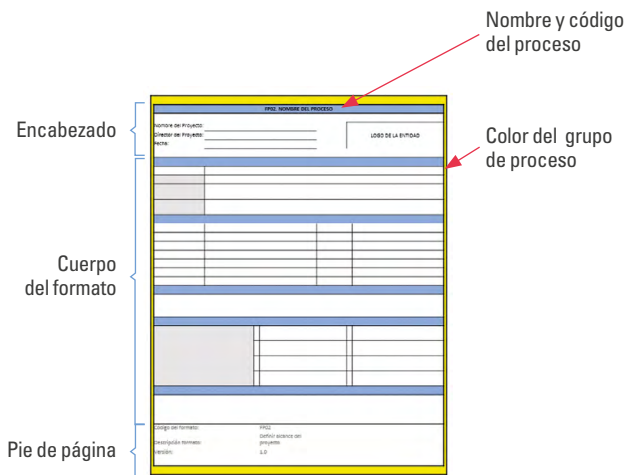 Nombre y código
del proceso
FP02. NOMBRE DEL PROCESO
Encabezado
Nombre del Proyecto:
Director del Proyecto:
Fecha:
LOGO DE LA ENTIDAD
Color del grupo
de proceso
Cuerpo
del formato
Pie de página
Código del formato:
FP02
Descripción formato:
Definir alcance del
proyecto
Versión:
1.0